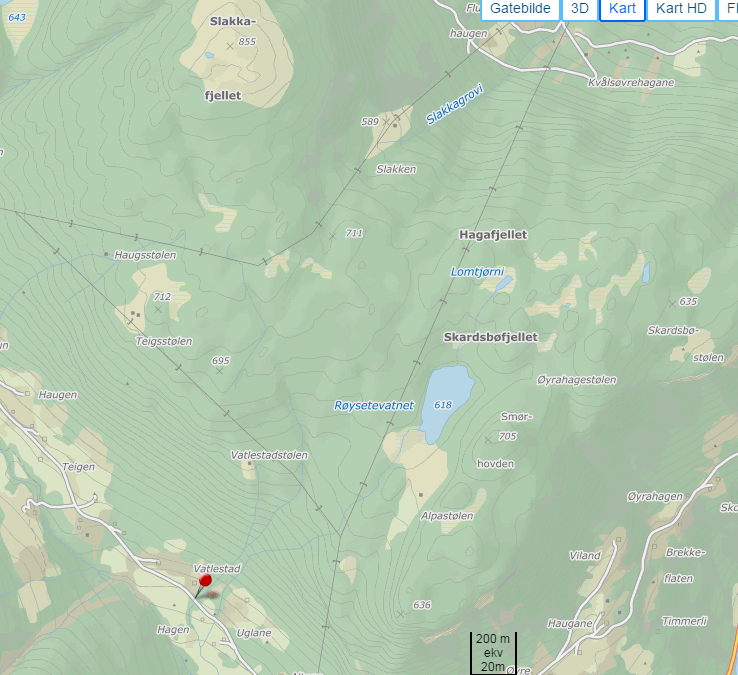 Gatebilde 3D Kart Kart HD
643
Slakka-
855
fjellet
haugen
Kvålsøvrehagane
Slakkagrovi
589
Slakken
711
Hagafjellet
Haugsstølen
Lomtjørni
712
635
Skardsbøfjellet
Skardsbø-
stølen
Teigsstølen
695
Øyrahagestølen
Haugen
Røysetevatnet
618
Smør-
705
hovden
Vatlestadstølen
Teigen
Øyrahagen
Alpastølen
Viland
Brekke-
flaten
Vatlestad
636
Timmerli
Haugane
Hagen
Uglane
200 m
ekv
20m
Øvre